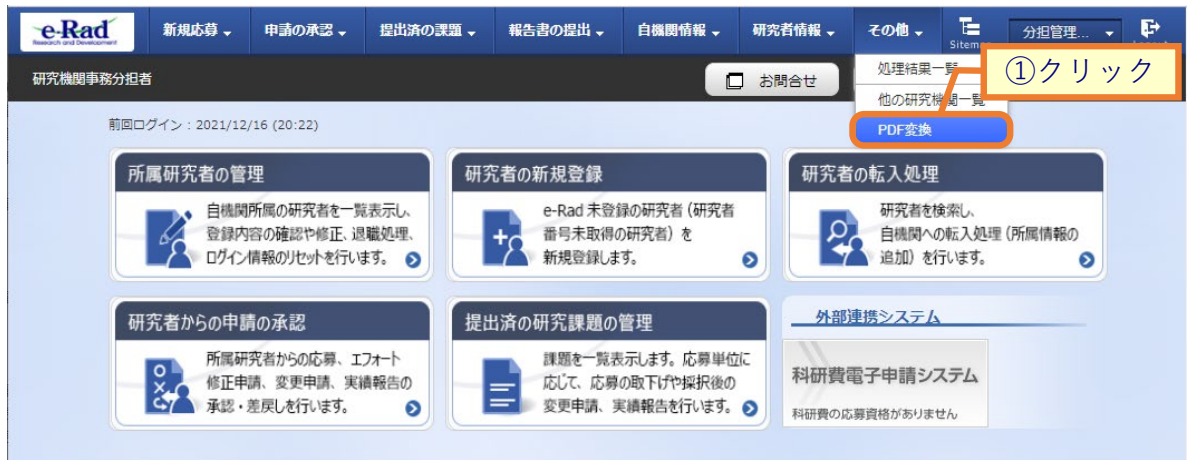 e-Rad
Research and Development
新規応募
申請の承認
提出済の課題
報告書の提出
自機関情報
研究者情報
その他
Sitemap
分担管理...
研究機関事務分担者
お問合せ
処理結果一覧
他の研究機関一覧
PDF変換
①クリック
前回ログイン:2021/12/16 (20:22)
所属研究者の管理
自機関所属の研究者を一覧表示し、
登録内容の確認や修正、退職処理、
ログイン情報のリセットを行います。
研究者の新規登録
e-Rad 未登録の研究者(研究者
番号未取得の研究者)を
新規登録します。
研究者の転入処理
研究者を検索し、
自機関への転入処理(所属情報の
追加)を行います。
研究者からの申請の承認
所属研究者からの応募、エフォート
修正申請、変更申請、実績報告の
承認・差戻しを行います。
提出済の研究課題の管理
課題を一覧表示します。応募単位に
応じて、応募の取下げや採択後の
変更申請、実績報告を行います。
外部連携システム
科研費電子申請システム
科研費の応募資格がありません